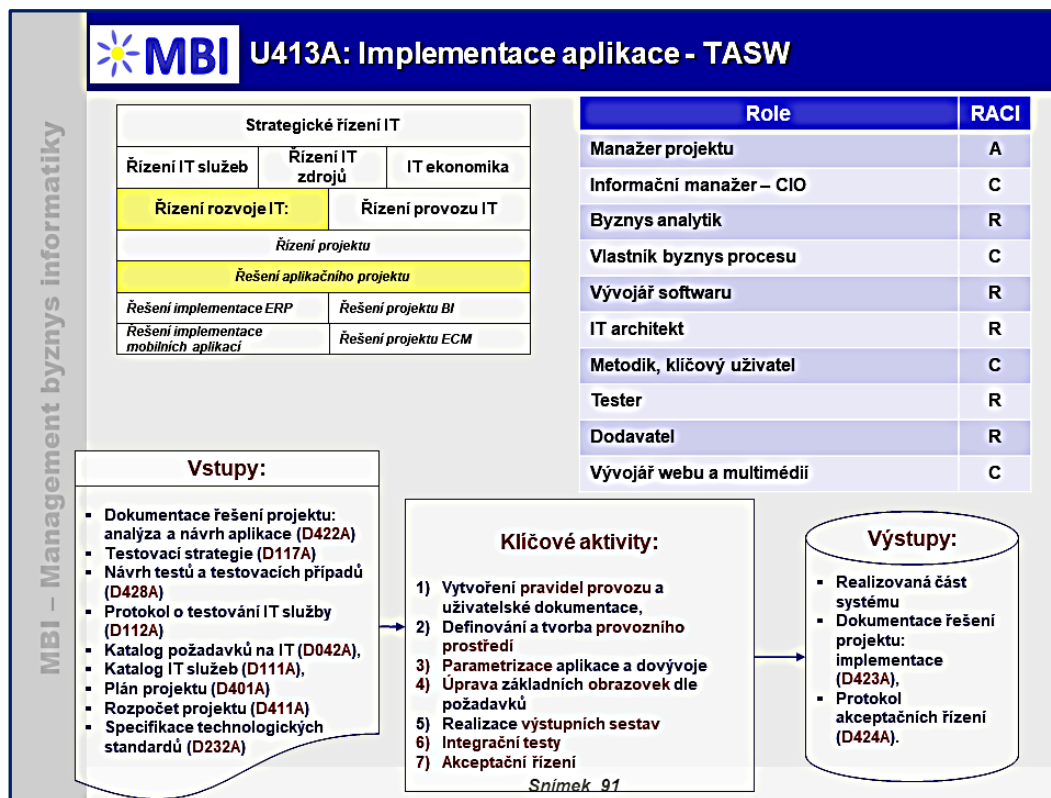 MBI
U413A: Implementace aplikace - TASW
MBI – Management byznys informatiky
Strategické řízení IT
Řízení IT služeb
Řízení IT
zdrojů
IT ekonomika
Řízení rozvoje IT:
Řízení provozu IT
Řízení projektu
Řešení aplikačního projektu
Řešení implementace ERP
Řešení projektu BI
Řešení implementace
mobilních aplikací
Řešení projektu ECM
Role RACI
Manažer projektu A
Informační manažer – CIO C
Byznys analytik R
Vlastník byznys procesu C
Vývojář softwaru R
IT architekt R
Metodik, klíčový uživatel C
Tester R
Dodavatel R
Vývojář webu a multimédií C
Vstupy:
▪ Dokumentace řešení projektu:
analýza a návrh aplikace (D422A)
▪ Testovací strategie (D117A)
▪ Návrh testů a testovacích případů
(D428A)
▪ Protokol o testování IT služby
(D112A)
▪ Katalog požadavků na IT (D042A),
▪ Katalog IT služeb (D111A),
▪ Plán projektu (D401A)
▪ Rozpočet projektu (D411A)
▪ Specifikace technologických
standardů (D232A)
Klíčové aktivity:
1) Vytvoření pravidel provozu a
uživatelské dokumentace,
2) Definování a tvorba provozního
prostředí
3) Parametrizace aplikace a dovývoje
4) Úprava základních obrazovek dle
požadavků
5) Realizace výstupních sestav
6) Integrační testy
7) Akceptační řízení
Výstupy:
▪ Realizovaná část
systému
▪ Dokumentace řešení
projektu:
implementace
(D423A),
▪ Protokol
akceptačních řízení
(D424A).
Snímek 91